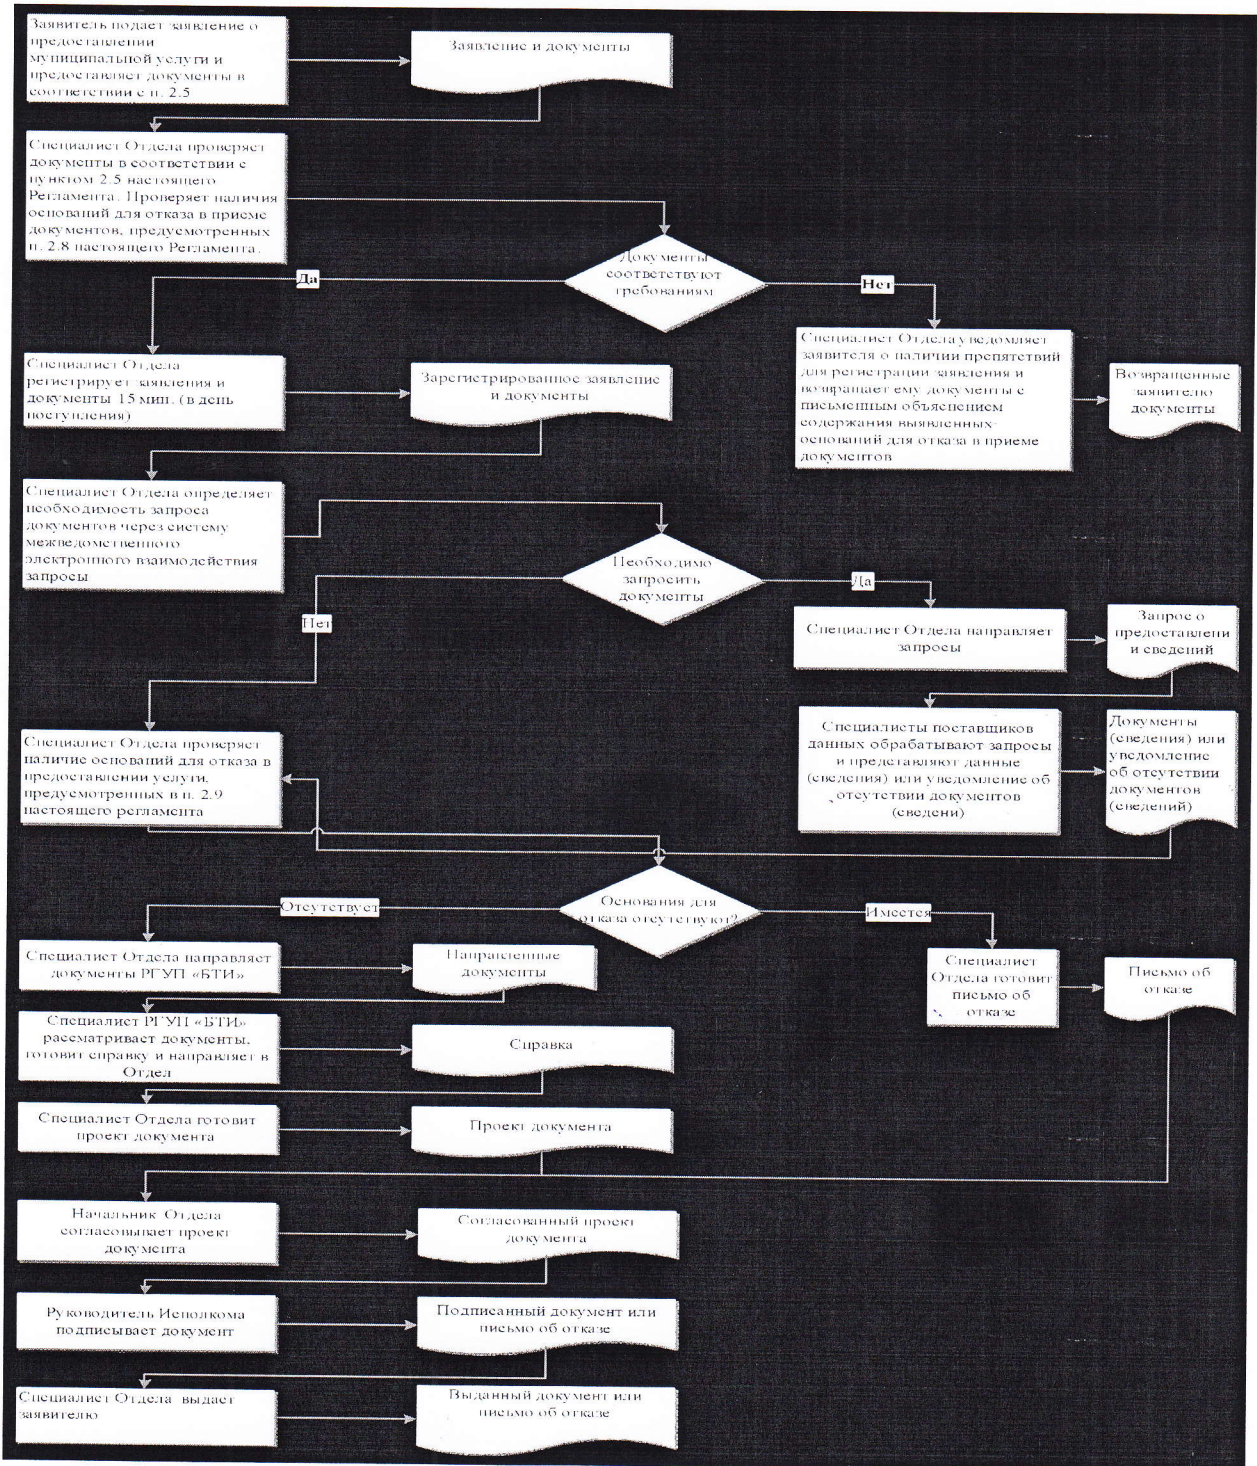 Заявитель подает заявление о
предоставлении
муниципальной услуги и
предоставляет документы в
соответствии с п. 2.5
Заявление и документы
Специалист Отдела проверяет
документы в соответствии с
пунктом 2.5 настоящего
Регламента. Проверяет наличия
оснований для отказа в приеме
документов, предусмотренных
п. 2.8 настоящего Регламента.
Документы
соответствуют
требованиям
Да
Нет
Специалист Отдела
регистрирует заявления и
документы 15 мин. (в день
поступления)
Зарегистрированное заявление
и документы
Специалист Отдела уведомляет
заявителя о наличии препятствий
для регистрации заявления и
возвращает ему документы с
письменным объяснением
содержания выявленных
оснований для отказа в приеме
документов
Возвращенные
заявителю
документы
Специалист Отдела определяет
необходимость запроса
документов через систему
межведомственного
электронного взаимодействия
запросы
Необходимо
запросить
документы
Да
Нет
Специалист Отдела направляет
запросы
Запрос о
предоставлени
и сведений
Специалист Отдела проверяет
наличие оснований для отказа в
предоставлении услуги,
предусмотренных в п. 2.9
настоящего регламента
Специалисты поставщиков
данных обрабатывают запросы
и представляют данные
(сведения) или уведомление об
отсутствии документов
(сведени)
Документы
(сведения) или
уведомление
об отсутствии
документов
(сведений)
Основания для
отказа отсутствуют?
Отсутствует
Имеется
Специалист Отдела направляет
документы РГУП «БТИ»
Направленные
документы
Специалист
Отдела готовит
письмо об
отказе
Письмо об
отказе
Специалист РГУП «БТИ»
рассматривает документы,
готовит справку и направляет в
Отдел
Справка
Специалист Отдела готовит
проект документа
Проект документа
Начальник Отдела
согласовывает проект
документа
Согласованный проект
документа
Руководитель Исполкома
подписывает документ
Подписанный документ или
письмо об отказе
Специалист Отдела выдает
заявителю
Выданный документ или
письмо об отказе